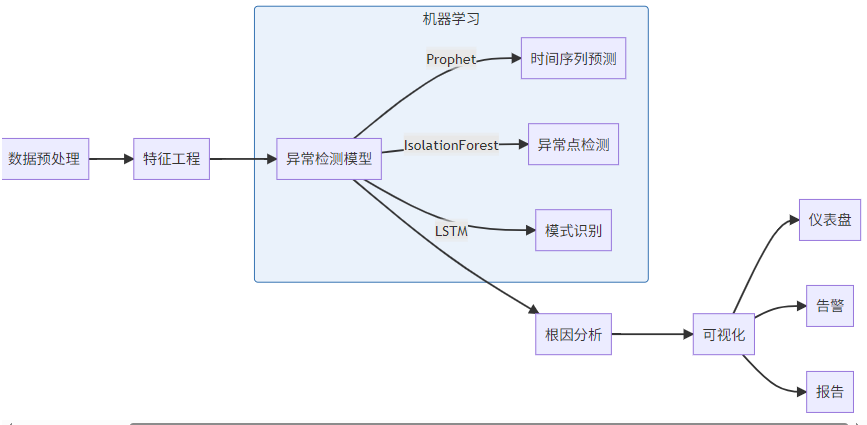 机器学习
Prophet
时间序列预测
IsolationForest
异常点检测
数据预处理
特征工程
异常检测模型
LSTM
模式识别
仪表盘
告警
根因分析
可视化
报告